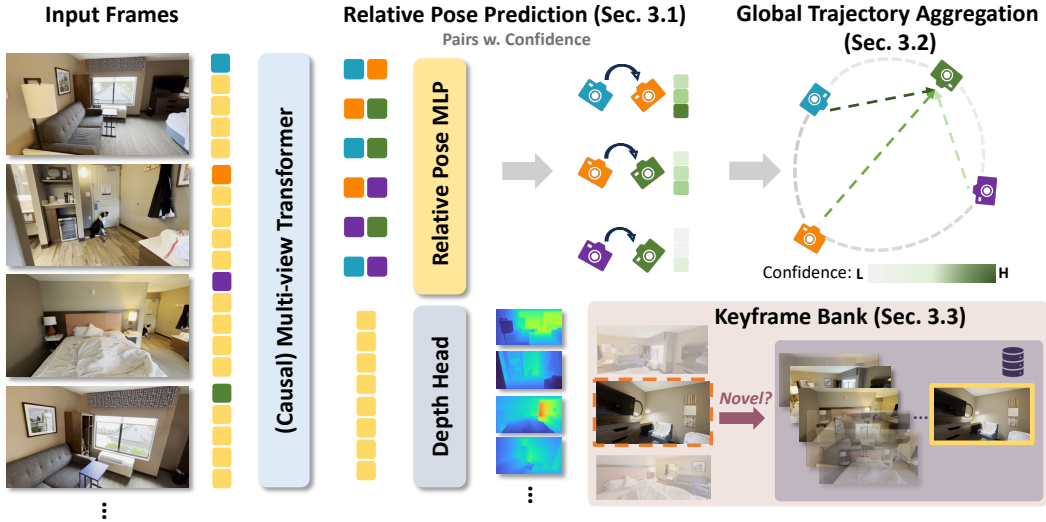 Input Frames
Relative Pose Prediction (Sec. 3.1)
Pairs w. Confidence
Global Trajectory Aggregation
(Sec. 3.2)
(Causal) Multi-view Transformer
Relative Pose MLP
Depth Head
Confidence: L H
Keyframe Bank (Sec. 3.3)
Novel?